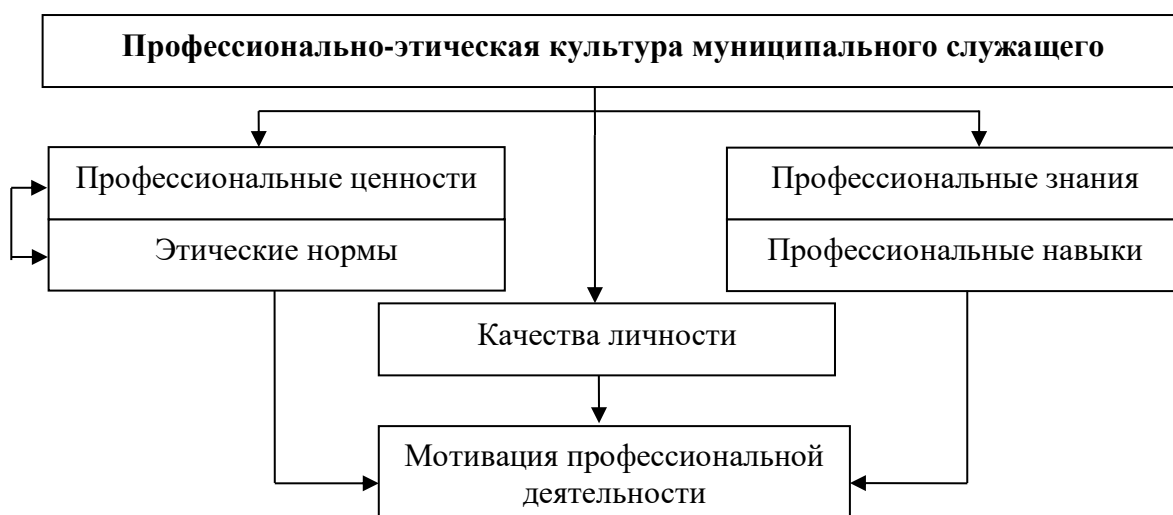 Профессионально-этическая культура муниципального служащего
Профессиональные ценности
Этические нормы
Профессиональные знания
Профессиональные навыки
Качества личности
Мотивация профессиональной
деятельности